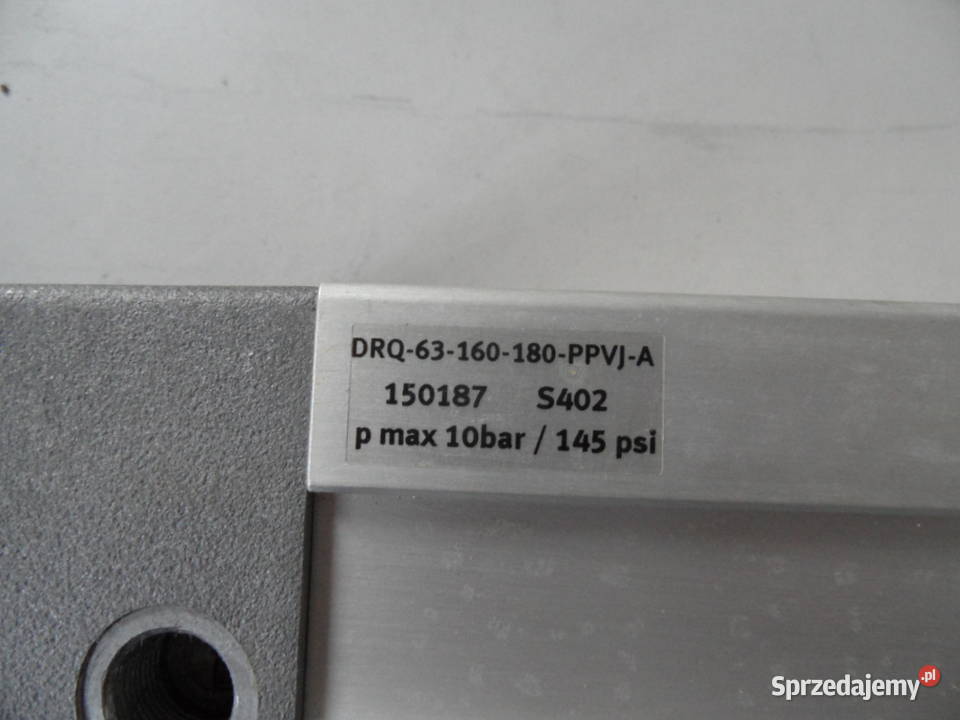 DRQ-63-160-180-PPVJ-A
150187 S402
p max 10bar / 145 psi
Sprzedajemy.pl